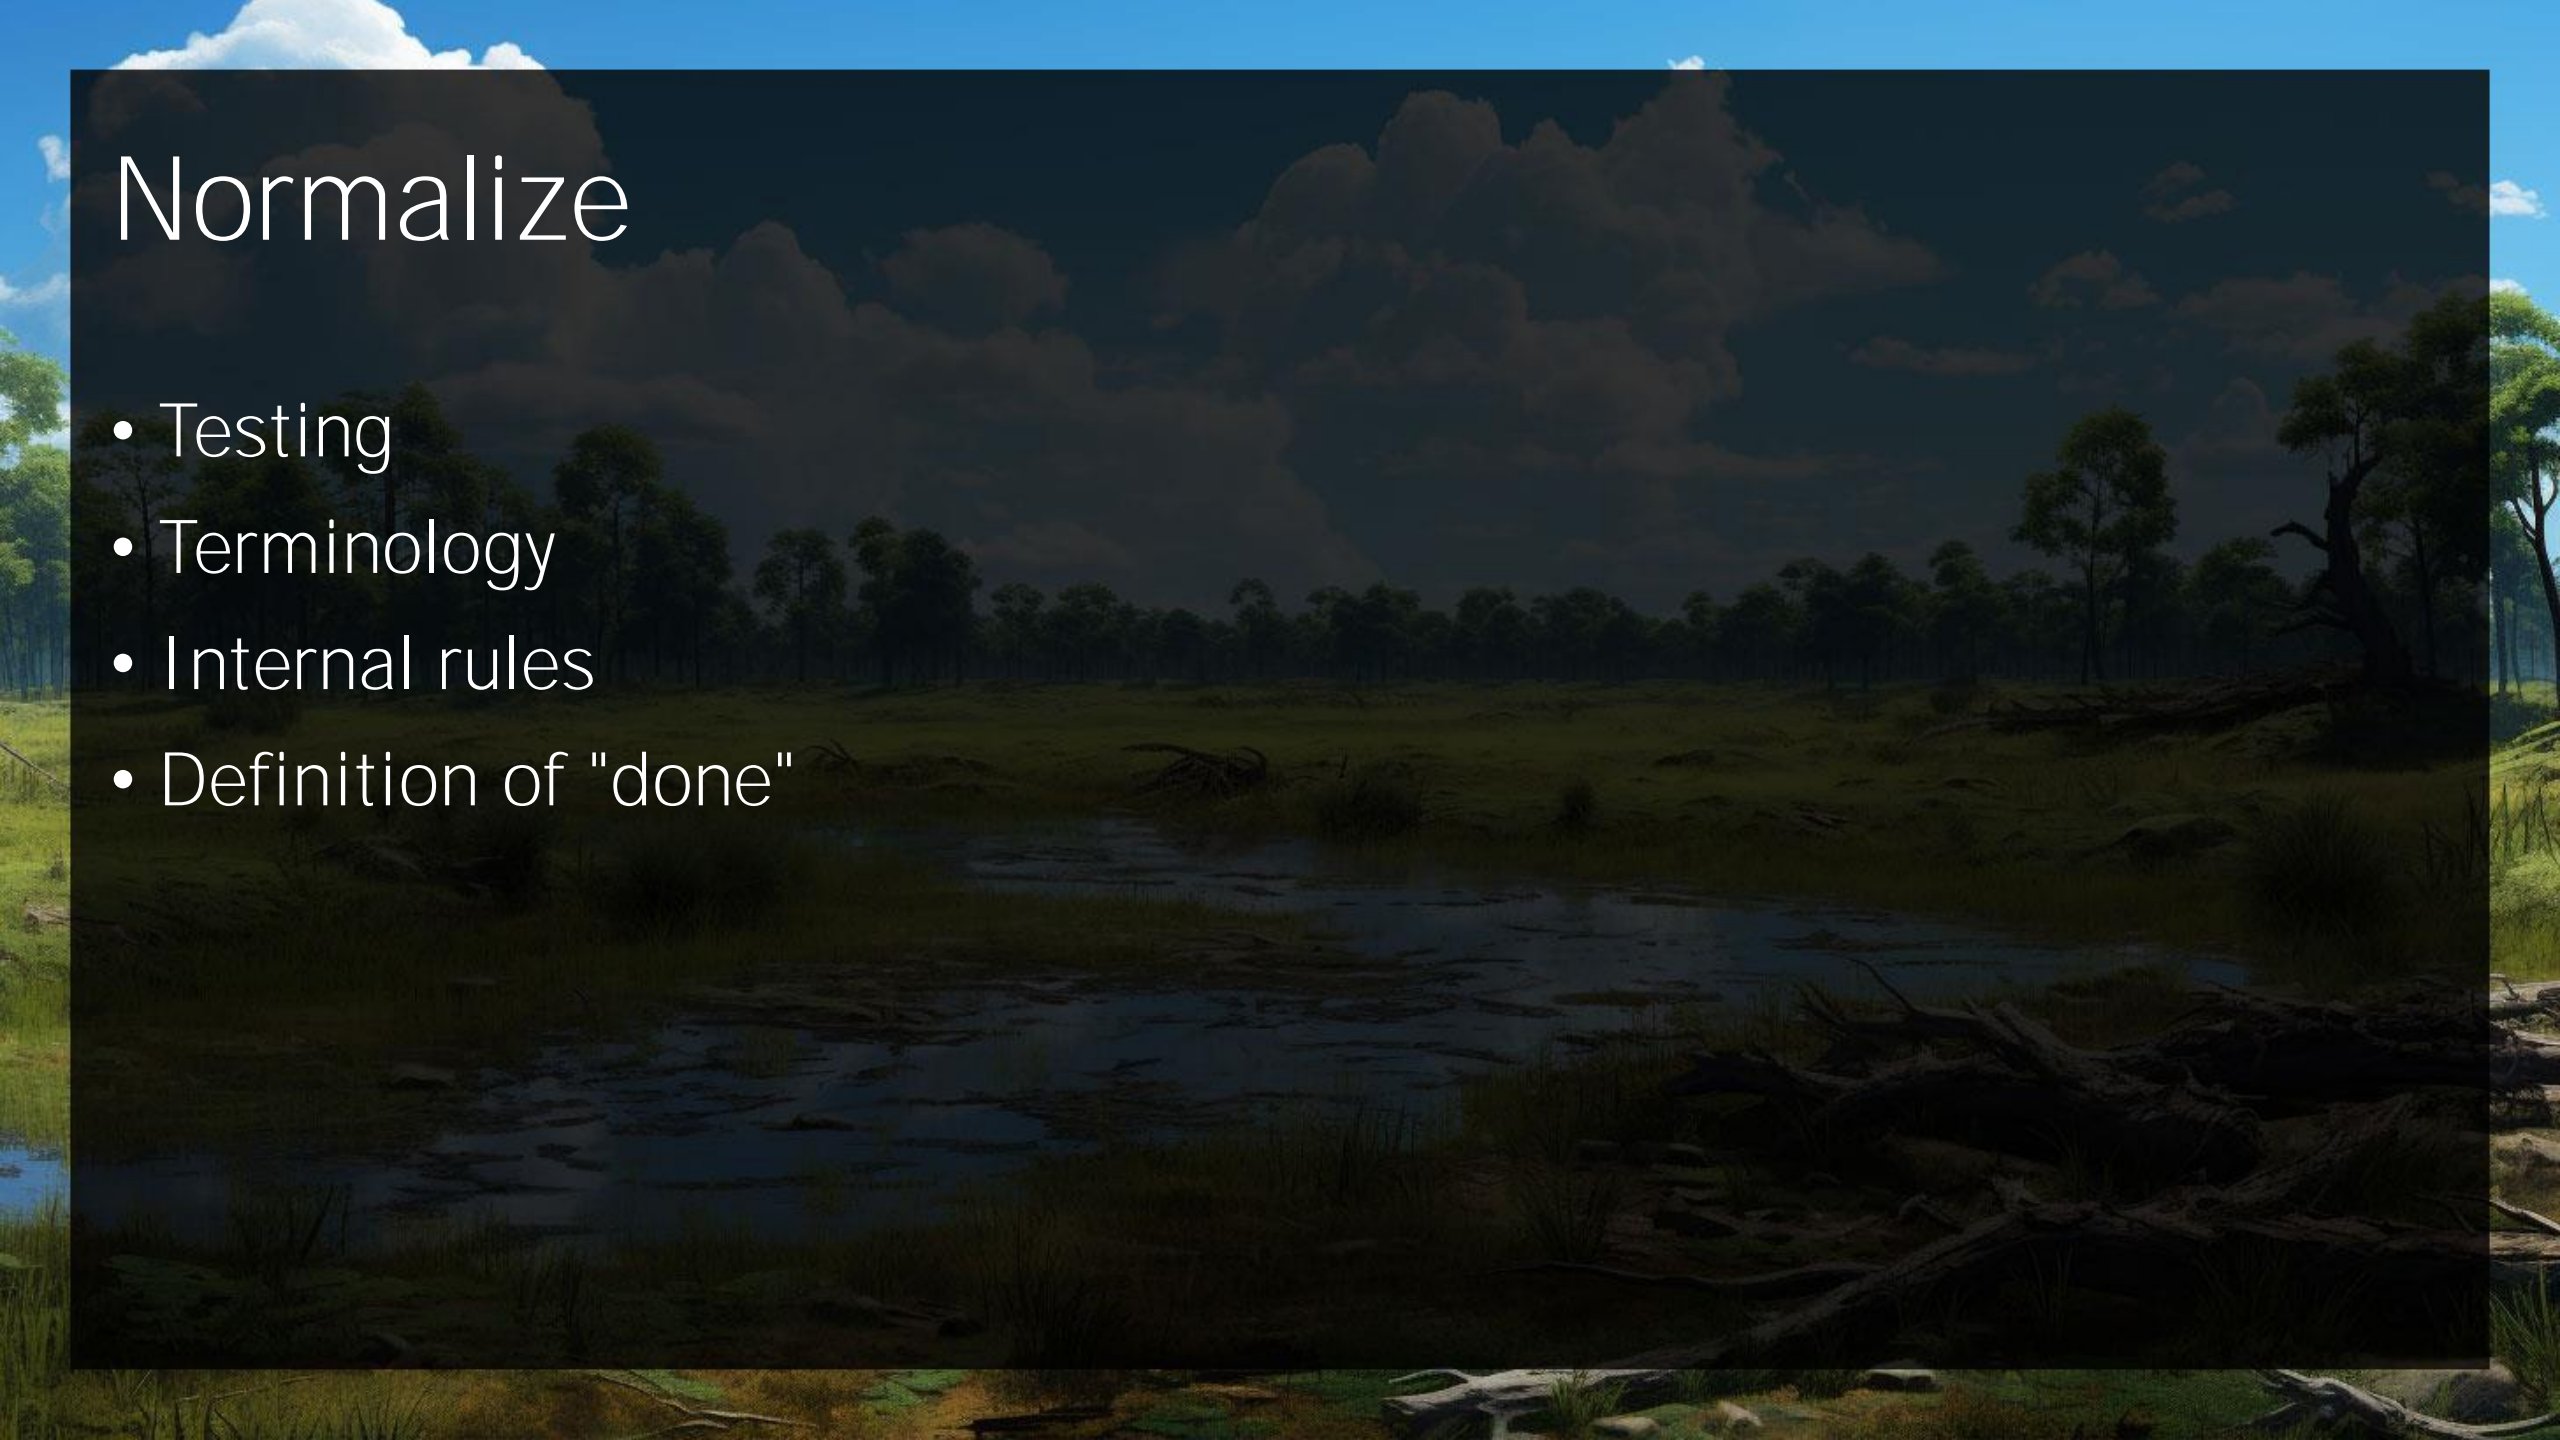 Normalize
• Testing
• Terminology
• Internal rules
• Definition of "done"